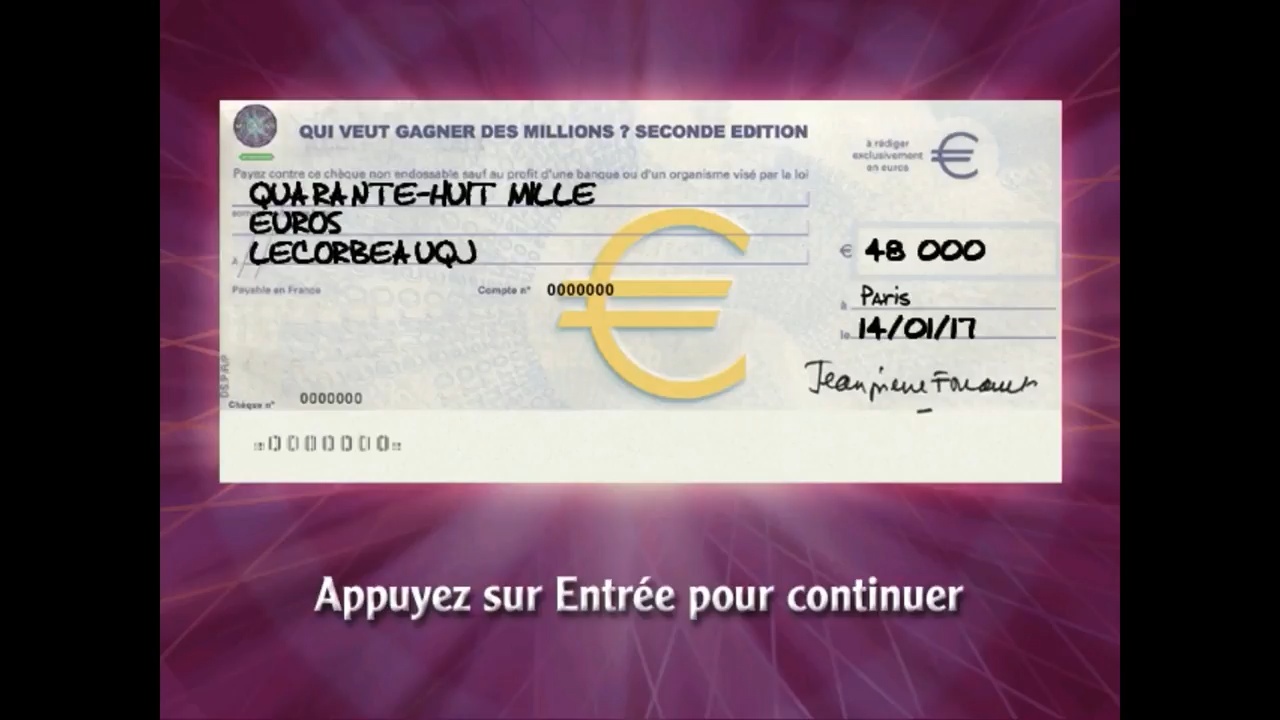 QUI VEUT GAGNER DES MILLIONS ? SECONDE EDITION
à rédiger
exclusivement
en euros
Payez contre ce chèque non endossable sauf au profit d'une banque ou d'un organisme visé par la loi
QUARANTE-HUIT MILLE
EUROS
LECORBEAUQJ
€ 48 000
Payable en France
Compte n° 0000000
à Paris
le 14/01/17
Jeanpierre Foucault
Chèque n° 0000000
0000000
Appuyez sur Entrée pour continuer